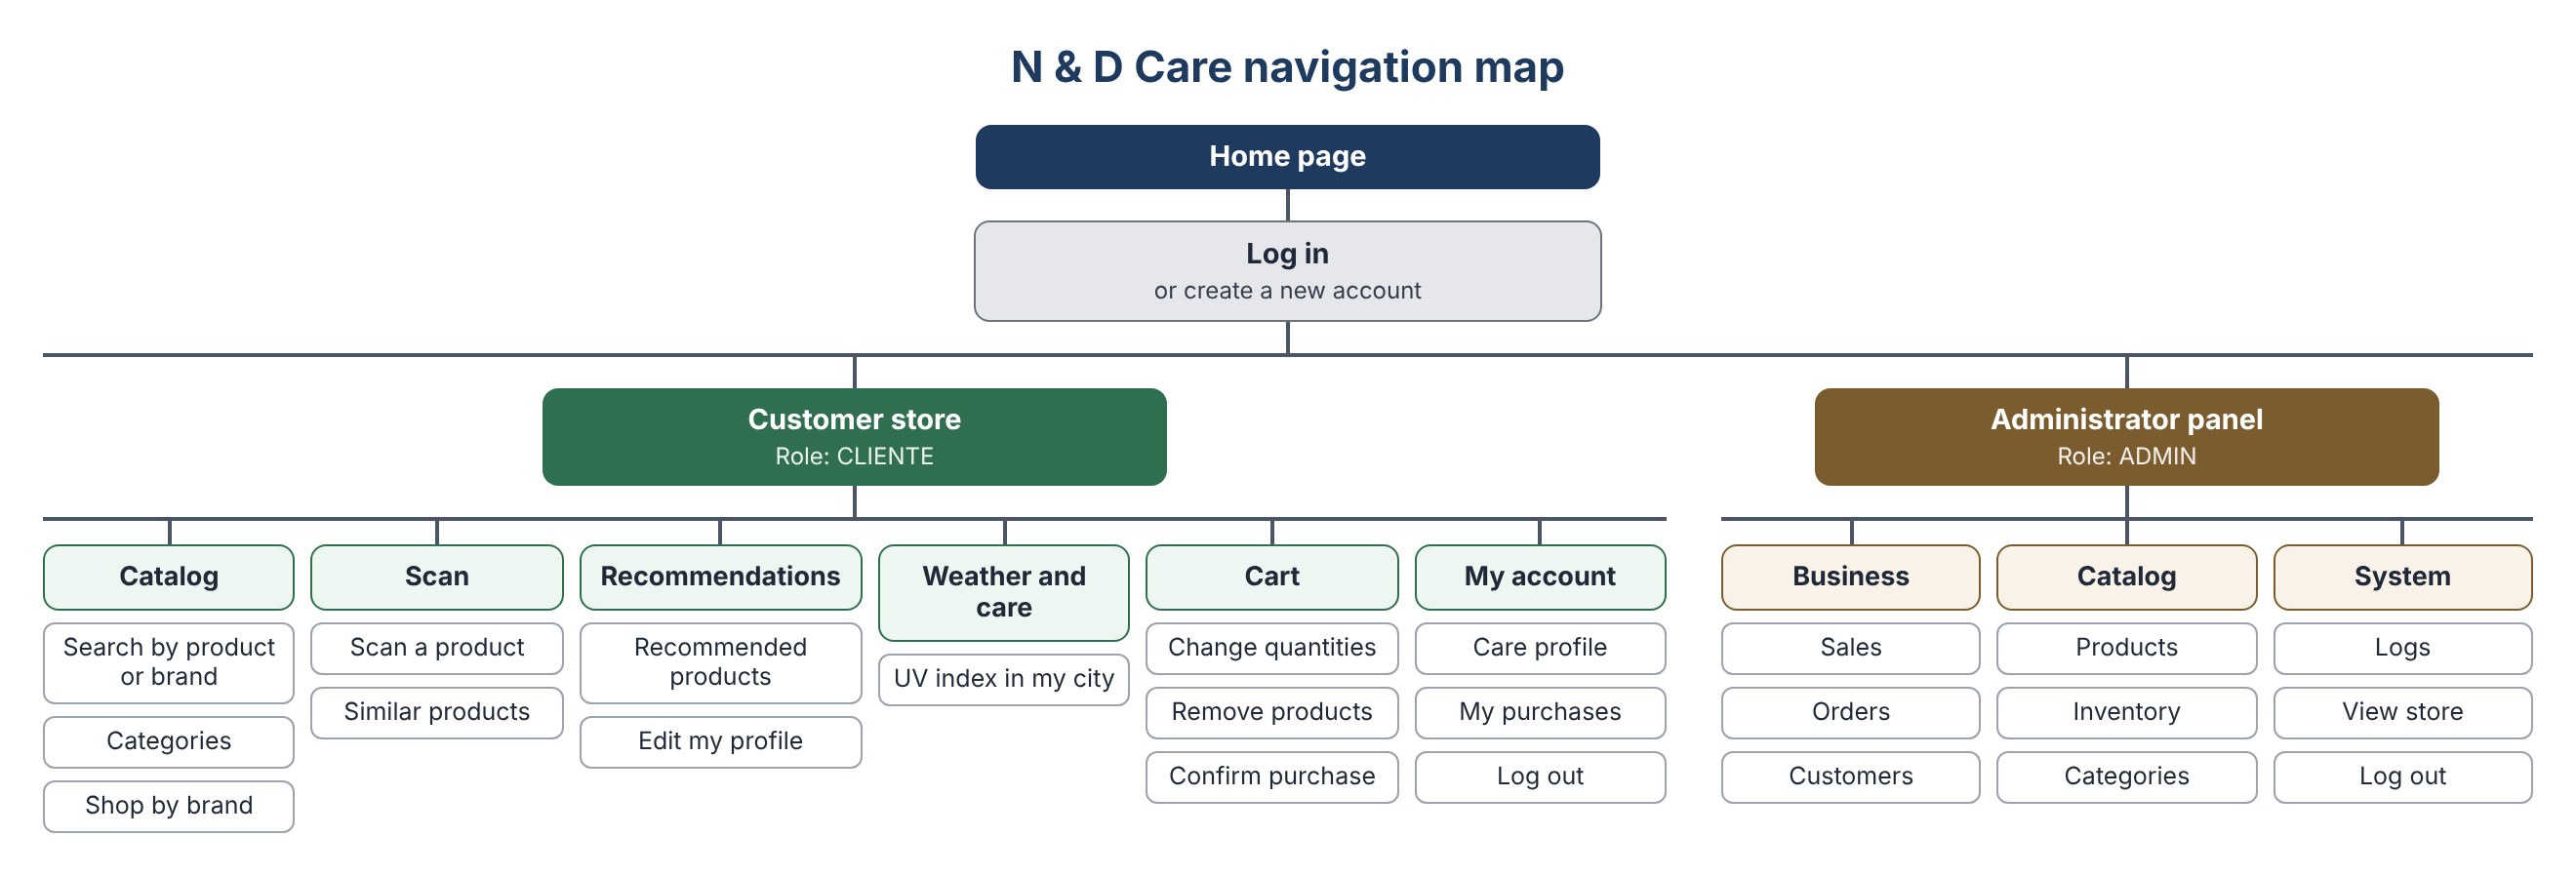 N & D Care navigation map
Home page
Log in
or create a new account
Customer store
Role: CLIENTE
Administrator panel
Role: ADMIN
Catalog
Search by product
or brand
Categories
Shop by brand
Scan
Scan a product
Similar products
Recommendations
Recommended
products
Edit my profile
Weather and
care
UV index in my city
Cart
Change quantities
Remove products
Confirm purchase
My account
Care profile
My purchases
Log out
Business
Sales
Orders
Customers
Catalog
Products
Inventory
Categories
System
Logs
View store
Log out